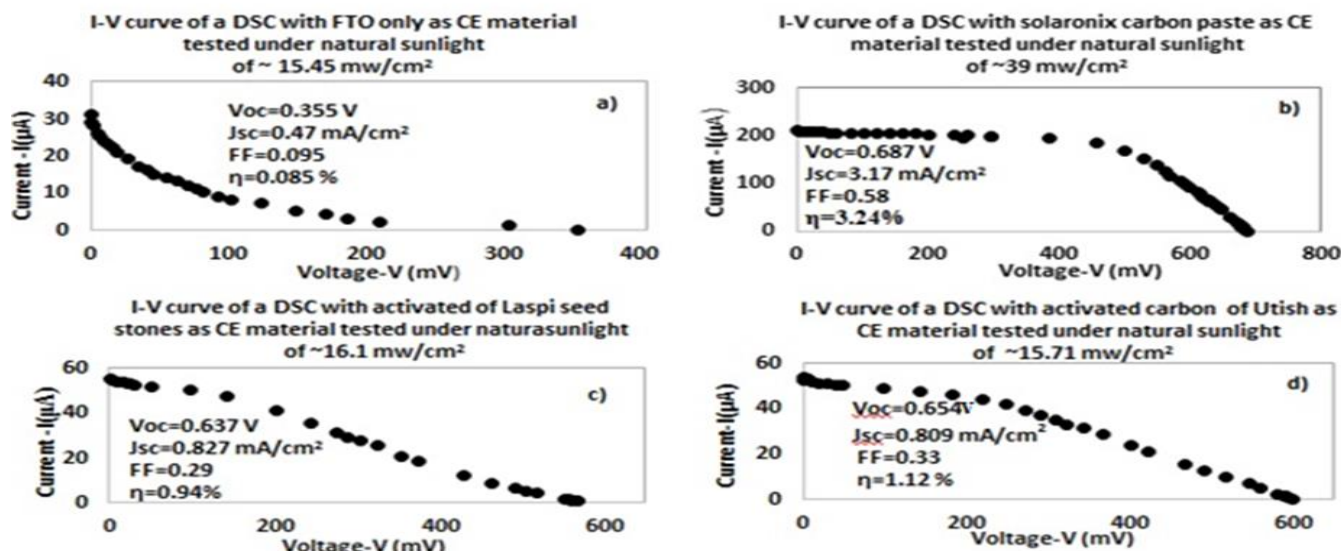 I-V curve of a DSC with FTO only as CE material
tested under natural sunlight
of ~ 15.45 mw/cm²
a)
Voc=0.355 V
Jsc=0.47 mA/cm²
FF=0.095
η=0.085 %
Current -I(µA)
40
30
20
10
0
0
100
200
300
400
Voltage-V (mV)
I-V curve of a DSC with solaronix carbon paste as CE
material tested under natural sunlight
of ~39 mw/cm²
b)
Voc=0.687 V
Jsc=3.17 mA/cm²
FF=0.58
η=3.24%
Current -I(µA)
300
200
100
0
0
200
400
600
800
Voltage-V (mV)
I-V curve of a DSC with activated of Laspi seed
stones as CE material tested under naturasunlight
of ~16.1 mw/cm²
c)
Voc=0.637 V
Jsc=0.827 mA/cm²
FF=0.29
η=0.94%
Current -I(µA)
60
40
20
0
0
200
400
600
Voltage-V (mV)
I-V curve of a DSC with activated carbon of Utish as
CE material tested under natural sunlight
of ~15.71 mw/cm²
d)
Voc=0.654V
Jsc=0.809 mA/cm²
FF=0.33
η=1.12 %
Current-I(µA)
60
40
20
0
0
200
400
600
Voltage-V (mV)